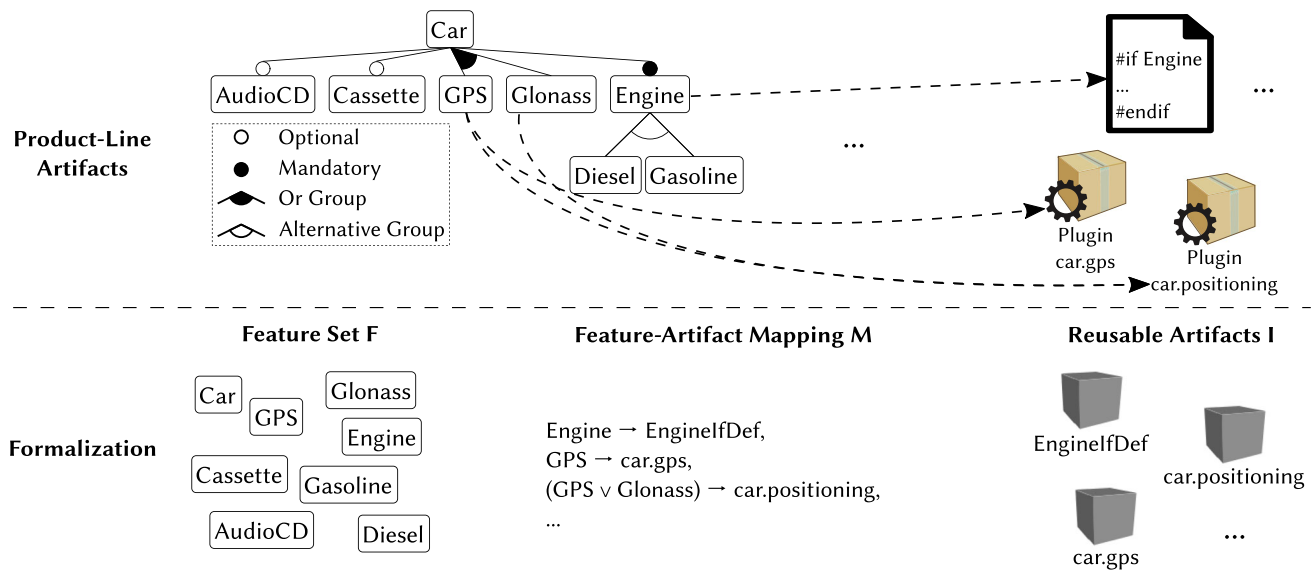 Car
AudioCD
Cassette
GPS
Glonass
Engine
#if Engine
...
#endif
...
Product-Line
Artifacts
Optional
Mandatory
Or Group
Alternative Group
Diesel
Gasoline
...
Plugin
car.gps
Plugin
car.positioning
Feature Set F
Feature-Artifact Mapping M
Reusable Artifacts I
Formalization
Car
GPS
Glonass
Engine
Cassette
Gasoline
AudioCD
Diesel
Engine → EngineIfDef,
GPS → car.gps,
(GPS ∨ Glonass) → car.positioning,
...
EngineIfDef
car.positioning
car.gps
...